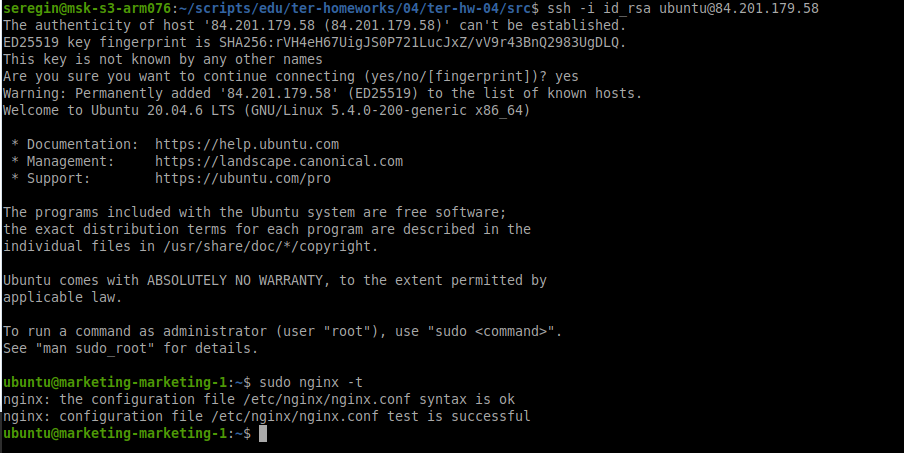 seregin@msk-s3-arm076:~/scripts/edu/ter-homeworks/04/ter-hw-04/src$ ssh -i id_rsa ubuntu@84.201.179.58
The authenticity of host '84.201.179.58 (84.201.179.58)' can't be established.
ED25519 key fingerprint is SHA256:rVH4eH67UigJS0P721LucJxZ/vV9r43BnQ2983UgDLQ.
This key is not known by any other names
Are you sure you want to continue connecting (yes/no/[fingerprint])? yes
Warning: Permanently added '84.201.179.58' (ED25519) to the list of known hosts.
Welcome to Ubuntu 20.04.6 LTS (GNU/Linux 5.4.0-200-generic x86_64)

 * Documentation:  https://help.ubuntu.com
 * Management:     https://landscape.canonical.com
 * Support:        https://ubuntu.com/pro

The programs included with the Ubuntu system are free software;
the exact distribution terms for each program are described in the
individual files in /usr/share/doc/*/copyright.

Ubuntu comes with ABSOLUTELY NO WARRANTY, to the extent permitted by
applicable law.

To run a command as administrator (user "root"), use "sudo <command>".
See "man sudo_root" for details.

ubuntu@marketing-marketing-1:~$ sudo nginx -t
nginx: the configuration file /etc/nginx/nginx.conf syntax is ok
nginx: configuration file /etc/nginx/nginx.conf test is successful
ubuntu@marketing-marketing-1:~$